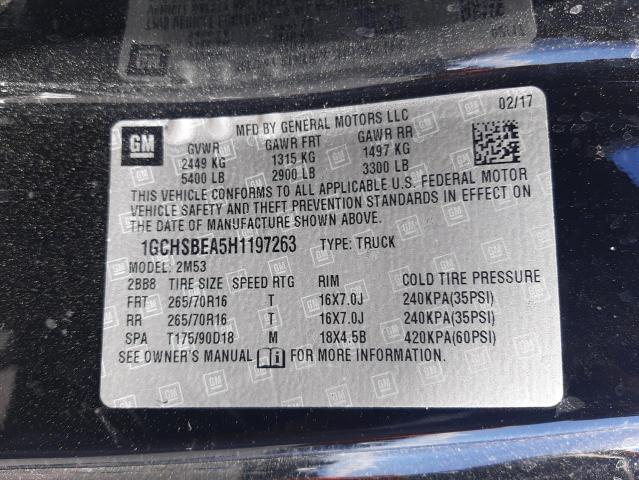 GM
02/17
MFD BY GENERAL MOTORS LLC
GVWR GAWR FRT GAWR RR
2449 KG 1315 KG 1497 KG
5400 LB 2900 LB 3300 LB
THIS VEHICLE CONFORMS TO ALL APPLICABLE U.S. FEDERAL MOTOR
VEHICLE SAFETY AND THEFT PREVENTION STANDARDS IN EFFECT ON
THE DATE OF MANUFACTURE SHOWN ABOVE.
1GCHSBEA5H1197263 TYPE: TRUCK
MODEL: 2M53
2BB8 TIRE SIZE SPEED RTG RIM COLD TIRE PRESSURE
FRT 265/70R16 T 16X7.0J 240KPA(35PSI)
RR 265/70R16 T 16X7.0J 240KPA(35PSI)
SPA T175/90D18 M 18X4.5B 420KPA(60PSI)
SEE OWNER'S MANUAL FOR MORE INFORMATION.